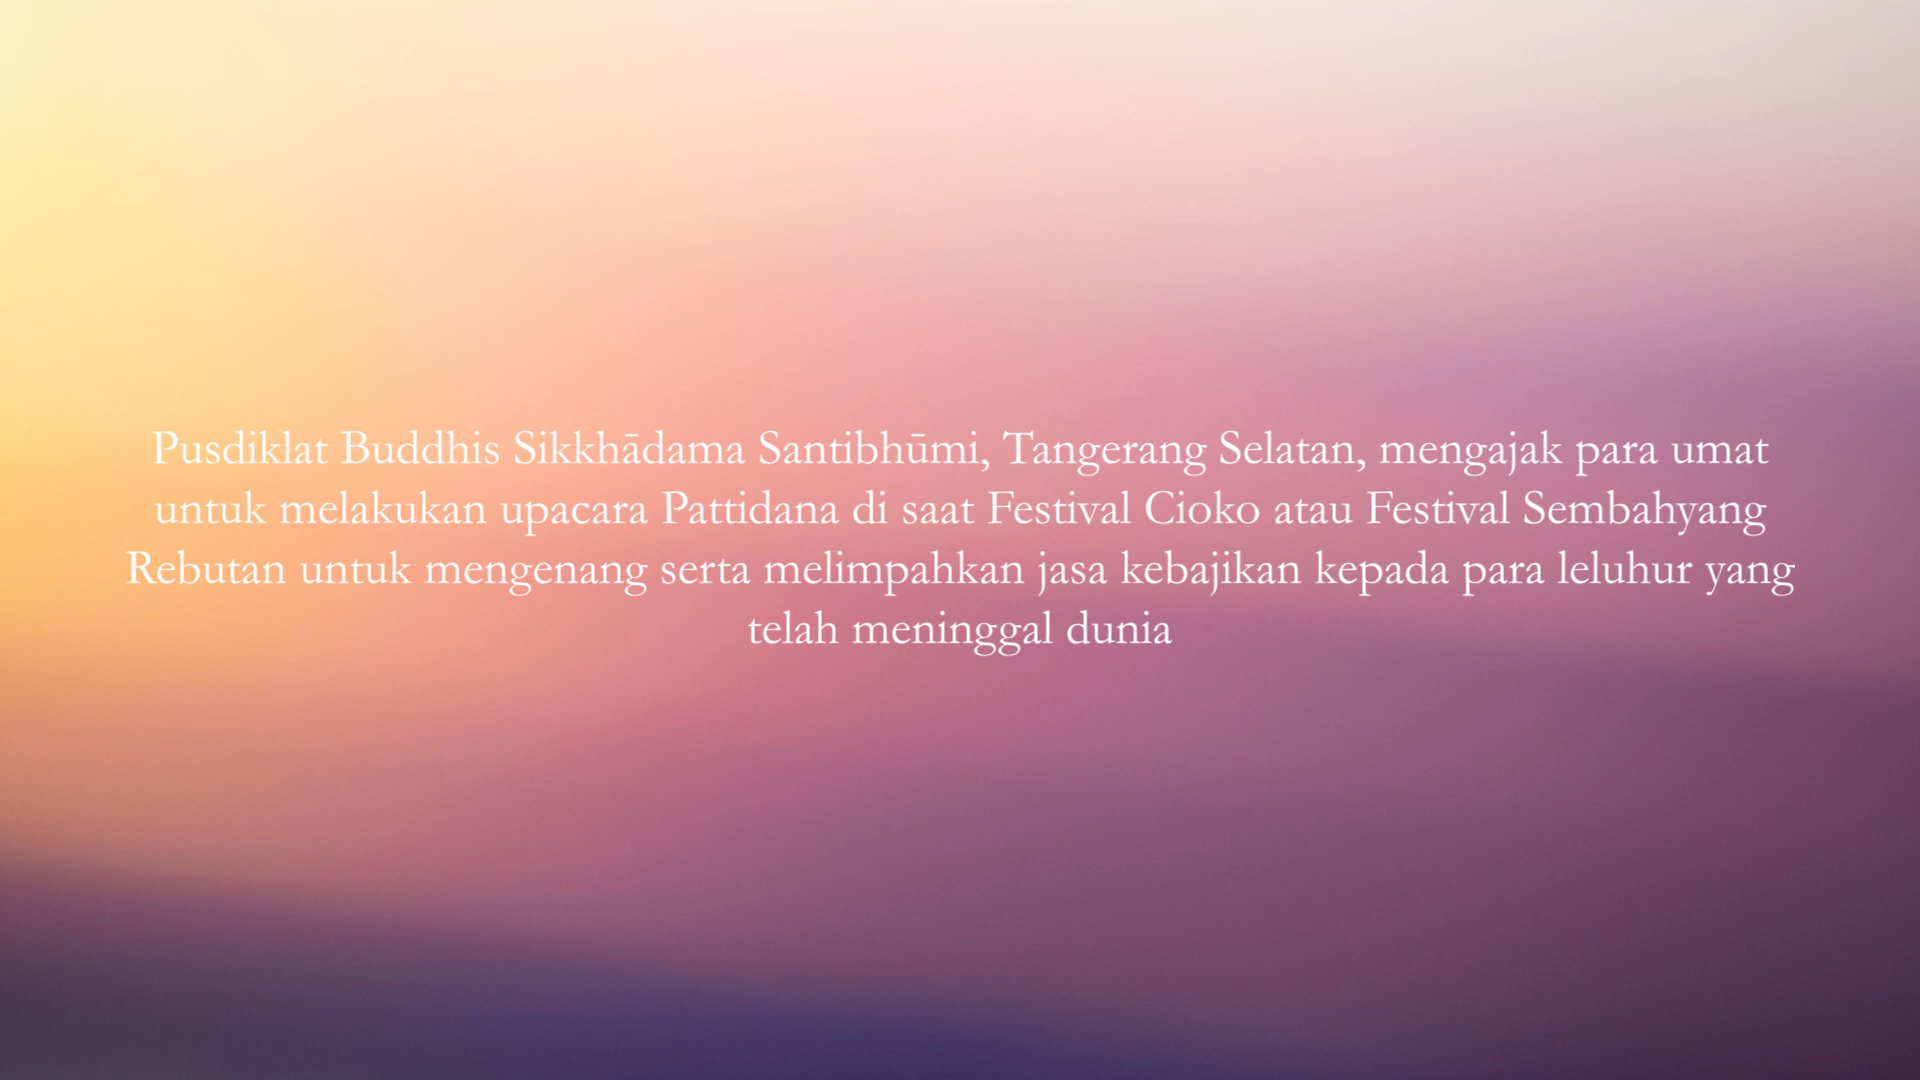 Pusdiklat Buddhis Sikkhādama Santibhūmi, Tangerang Selatan, mengajak para umat
untuk melakukan upacara Pattidana di saat Festival Cioko atau Festival Sembahyang
Rebutan untuk mengenang serta melimpahkan jasa kebajikan kepada para leluhur yang
telah meninggal dunia